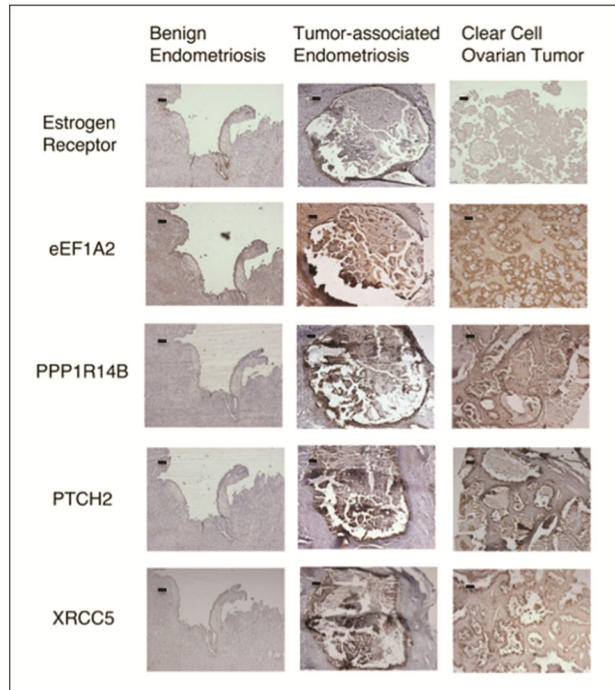 Benign
Endometriosis
Tumor-associated
Endometriosis
Clear Cell
Ovarian Tumor
Estrogen
Receptor
eEF1A2
PPP1R14B
PTCH2
XRCC5